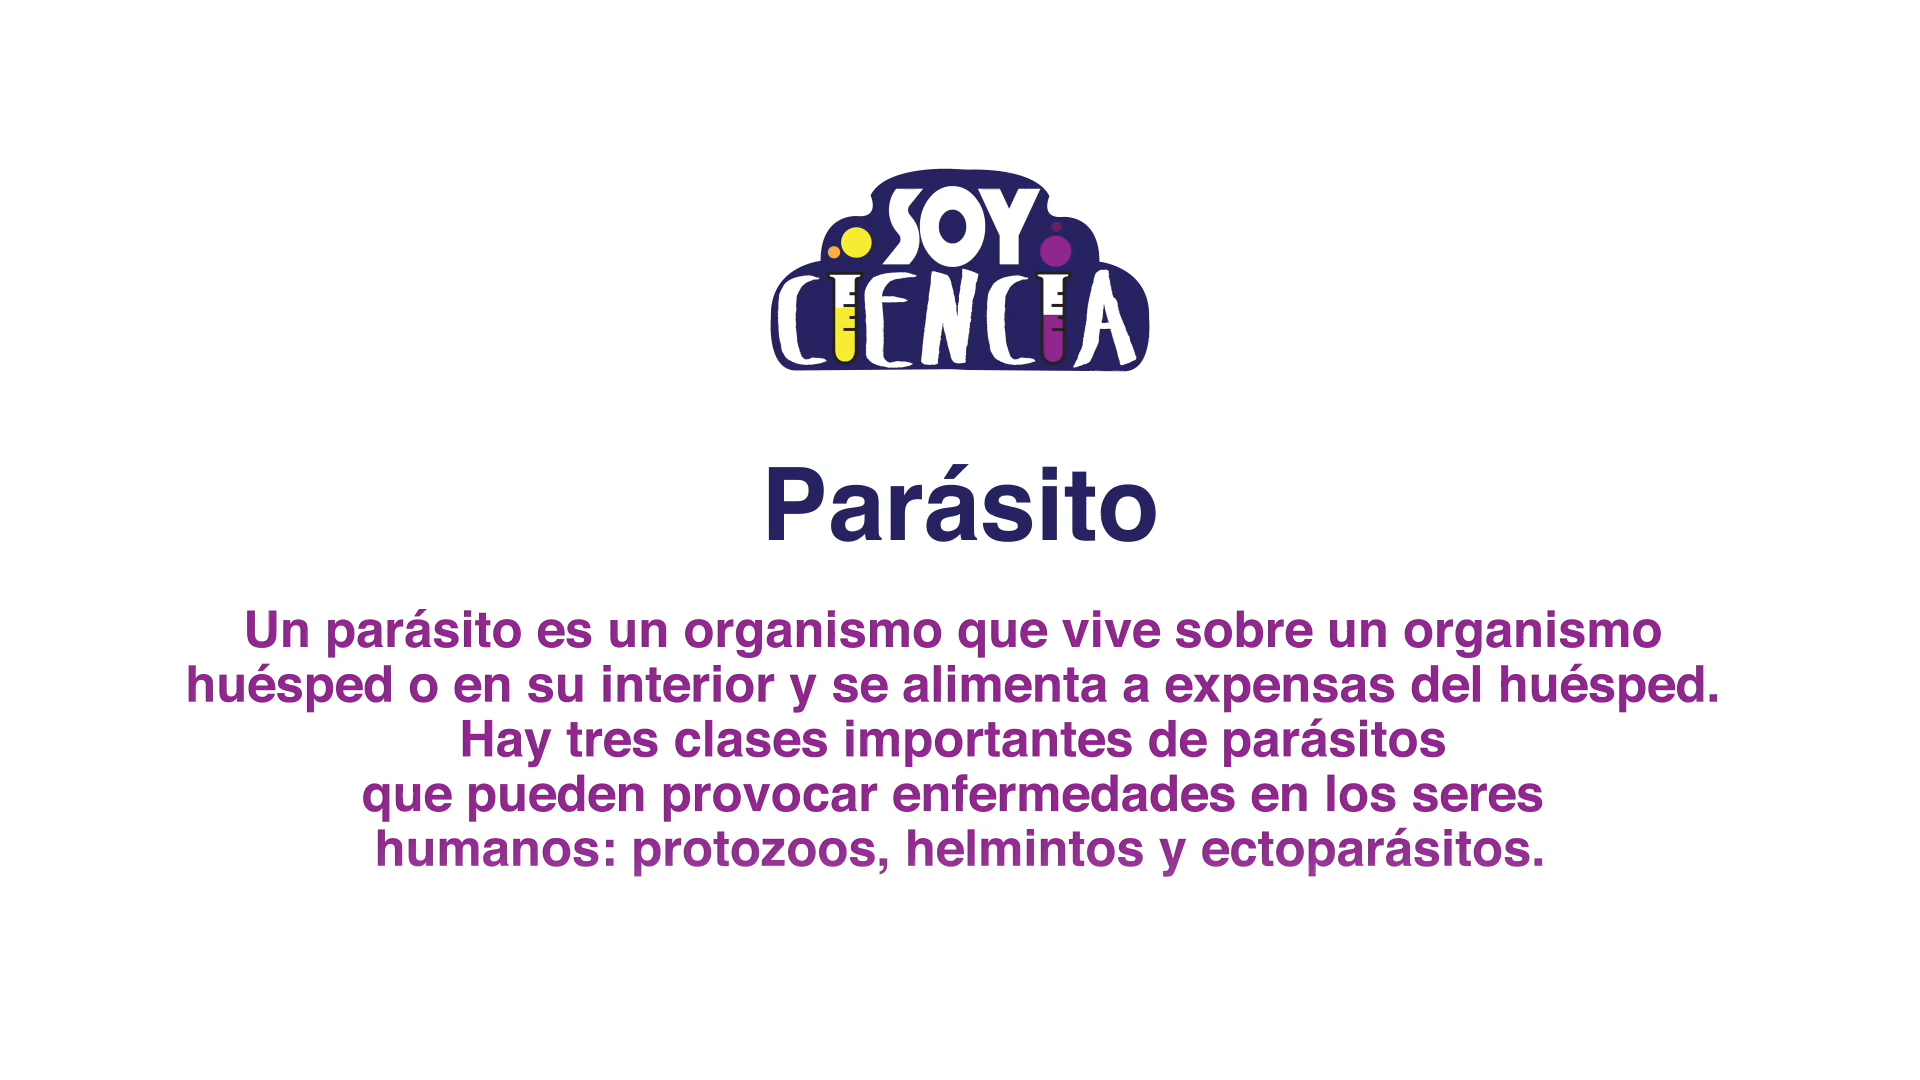 SOY
CIENCIA
Parásito
Un parásito es un organismo que vive sobre un organismo
huésped o en su interior y se alimenta a expensas del huésped.
Hay tres clases importantes de parásitos
que pueden provocar enfermedades en los seres
humanos: protozoos, helmintos y ectoparásitos.